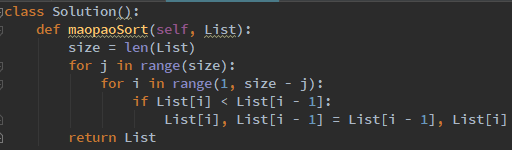 class Solution():
    def maopaoSort(self, List):
        size = len(List)
        for j in range(size):
            for i in range(1, size - j):
                if List[i] < List[i - 1]:
                    List[i], List[i - 1] = List[i - 1], List[i]
        return List